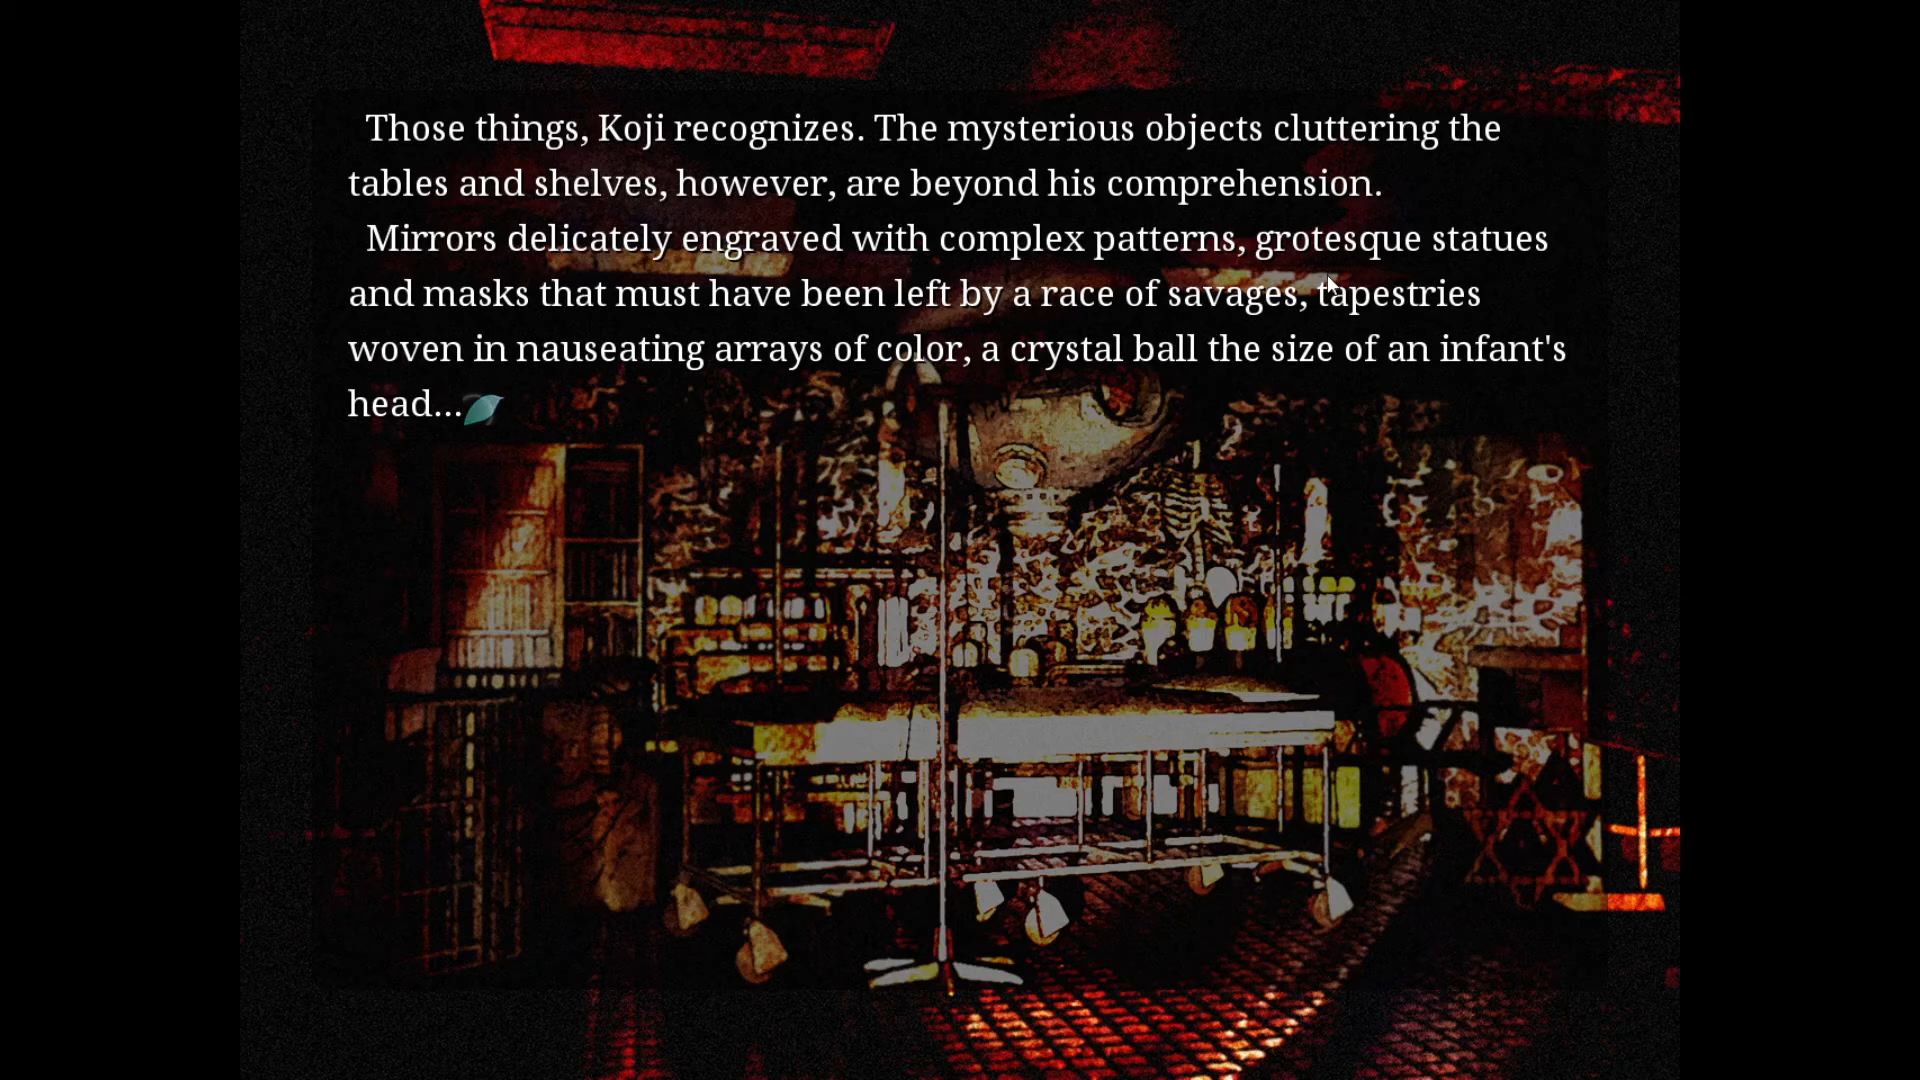 Those things, Koji recognizes. The mysterious objects cluttering the
tables and shelves, however, are beyond his comprehension.
Mirrors delicately engraved with complex patterns, grotesque statues
and masks that must have been left by a race of savages, tapestries
woven in nauseating arrays of color, a crystal ball the size of an infant's
head...